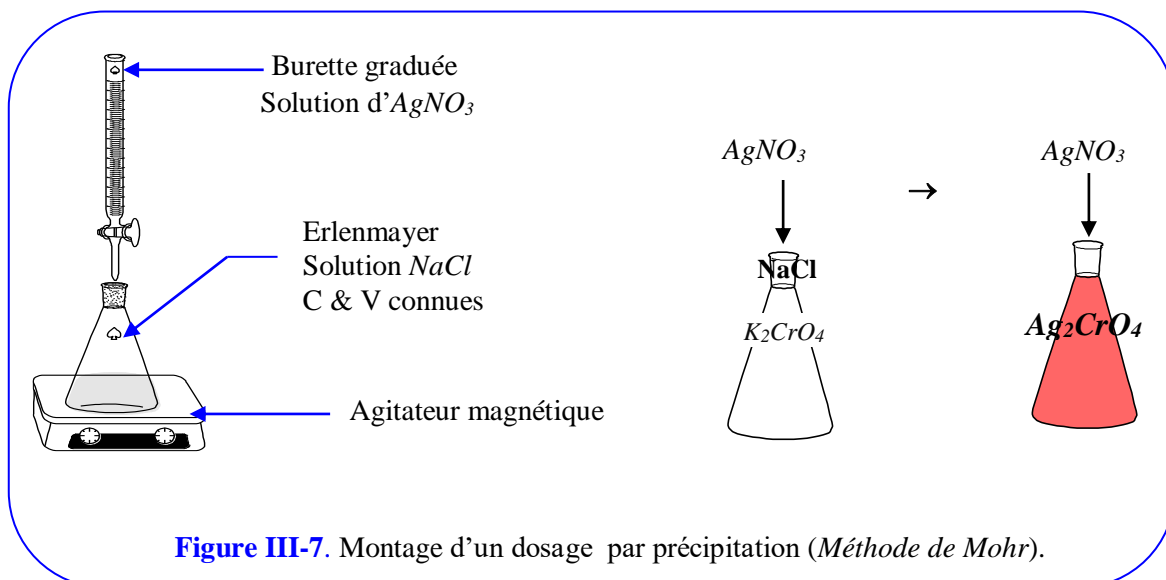 Burette graduée
Solution d'AgNO3
Erlenmayer
Solution NaCl
C & V connues
Agitateur magnétique
AgNO3
→
AgNO3
NaCl
K2CrO4
Ag2CrO4
Figure III-7. Montage d'un dosage par précipitation (Méthode de Mohr).